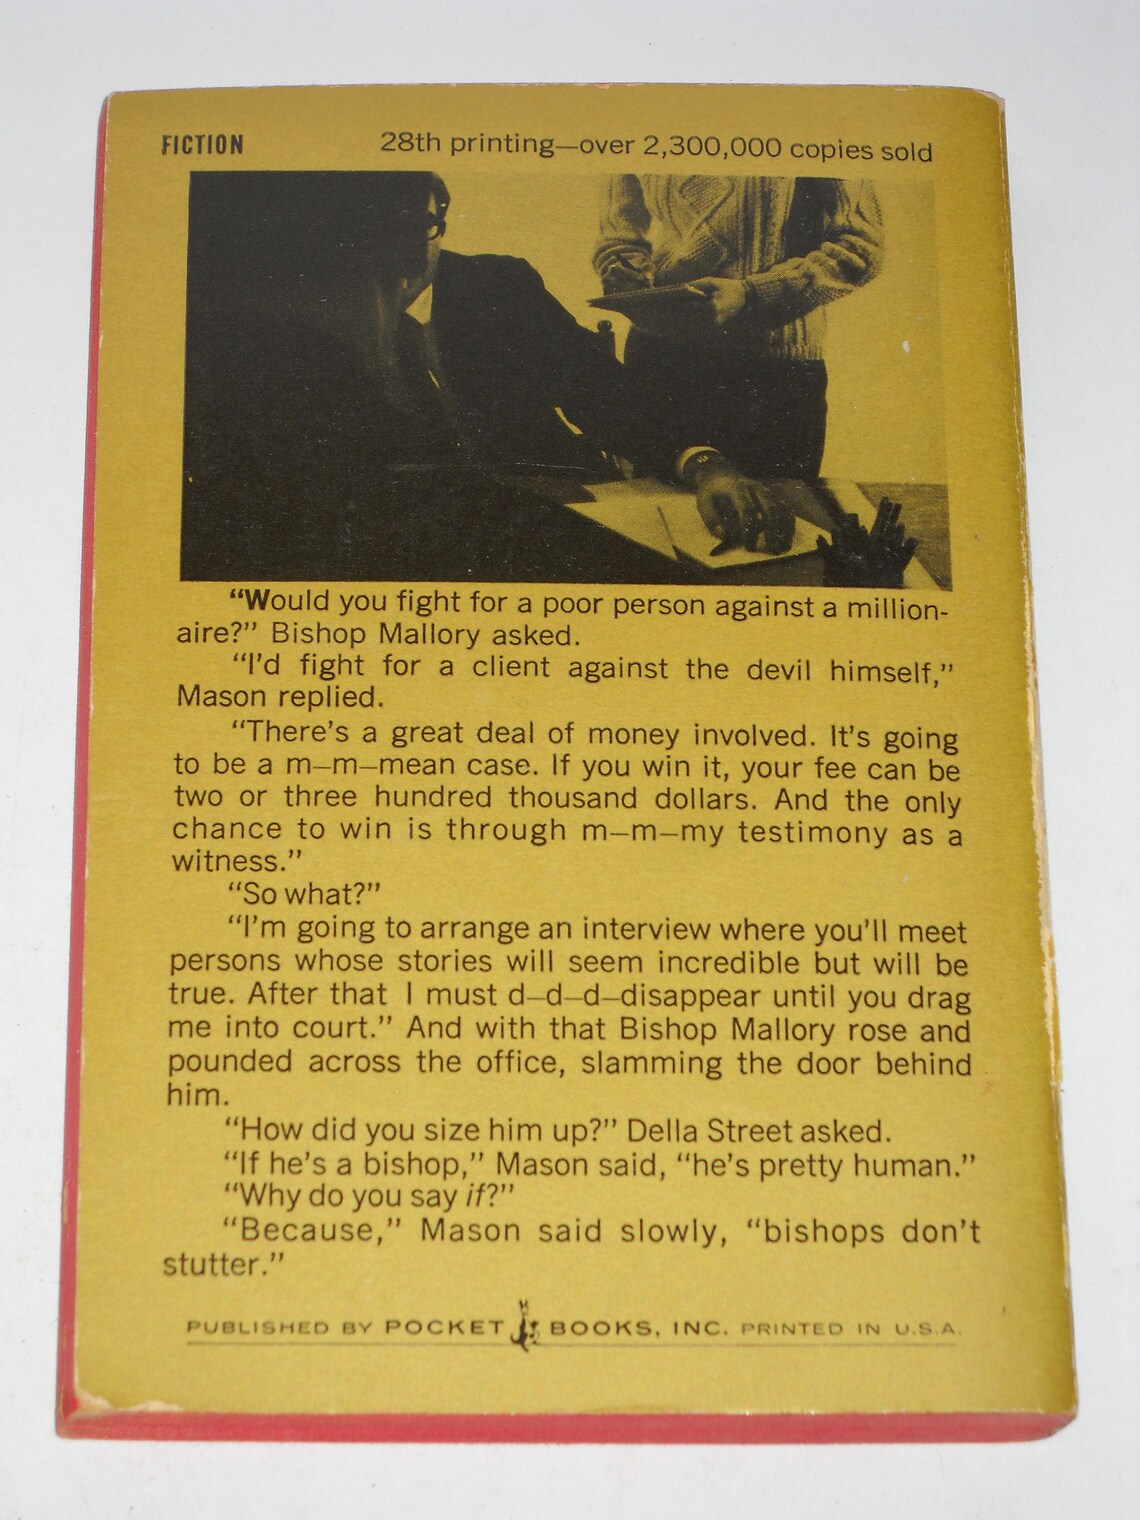 FICTION 28th printing—over 2,300,000 copies sold
“Would you fight for a poor person against a million-
aire?” Bishop Mallory asked.
“I’d fight for a client against the devil himself,”
Mason replied.
“There’s a great deal of money involved. It’s going
to be a m–m–mean case. If you win it, your fee can be
two or three hundred thousand dollars. And the only
chance to win is through m–m–my testimony as a
witness.”
“So what?”
“I’m going to arrange an interview where you’ll meet
persons whose stories will seem incredible but will be
true. After that I must d–d–d–disappear until you drag
me into court.” And with that Bishop Mallory rose and
pounded across the office, slamming the door behind
him.
“How did you size him up?” Della Street asked.
“If he’s a bishop,” Mason said, “he’s pretty human.”
“Why do you say if?”
“Because,” Mason said slowly, “bishops don’t
stutter.”
PUBLISHED BY POCKET BOOKS, INC. PRINTED IN U.S.A.